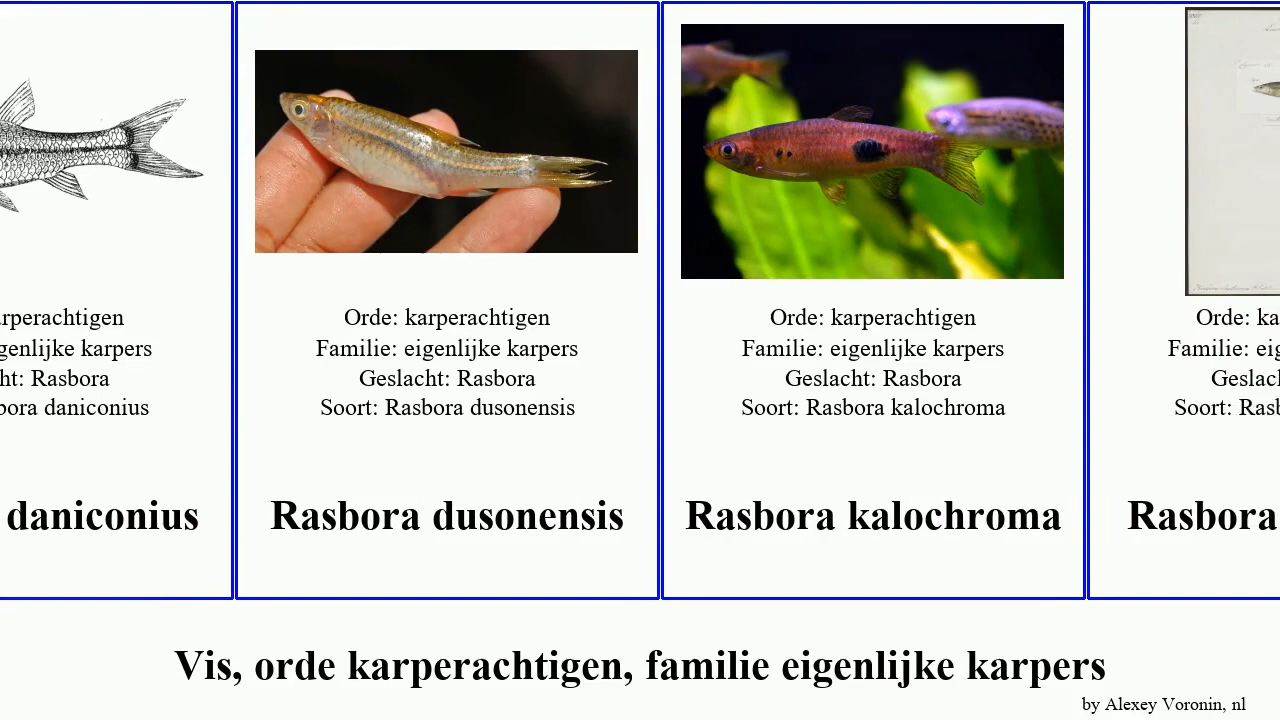 rperachtigen
genlijke karpers
ht: Rasbora
bora daniconius
daniconius
Orde: karperachtigen
Familie: eigenlijke karpers
Geslacht: Rasbora
Soort: Rasbora dusonensis
Rasbora dusonensis
Orde: karperachtigen
Familie: eigenlijke karpers
Geslacht: Rasbora
Soort: Rasbora kalochroma
Rasbora kalochroma
Orde: ka
Familie: eig
Geslach
Soort: Rasb
Rasbora
Vis, orde karperachtigen, familie eigenlijke karpers
by Alexey Voronin, nl